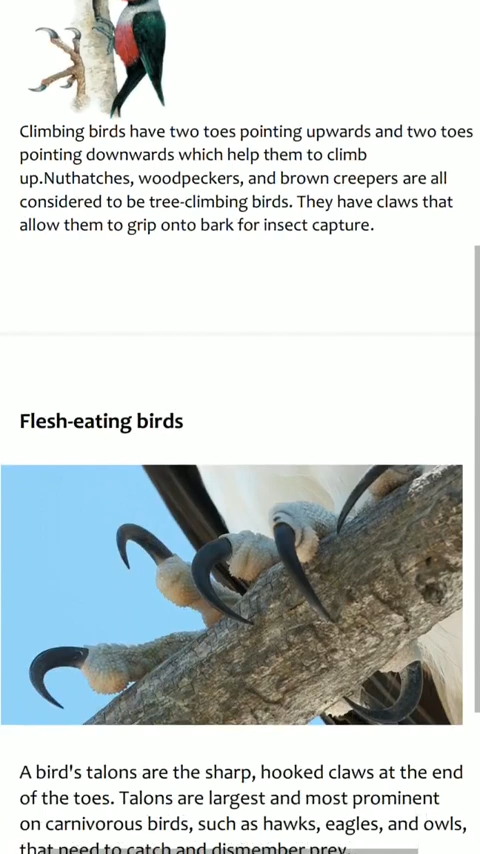 Climbing birds have two toes pointing upwards and two toes
pointing downwards which help them to climb
up.Nuthatches, woodpeckers, and brown creepers are all
considered to be tree-climbing birds. They have claws that
allow them to grip onto bark for insect capture.
Flesh-eating birds
A bird's talons are the sharp, hooked claws at the end
of the toes. Talons are largest and most prominent
on carnivorous birds, such as hawks, eagles, and owls,
that need to catch and dismember prey.